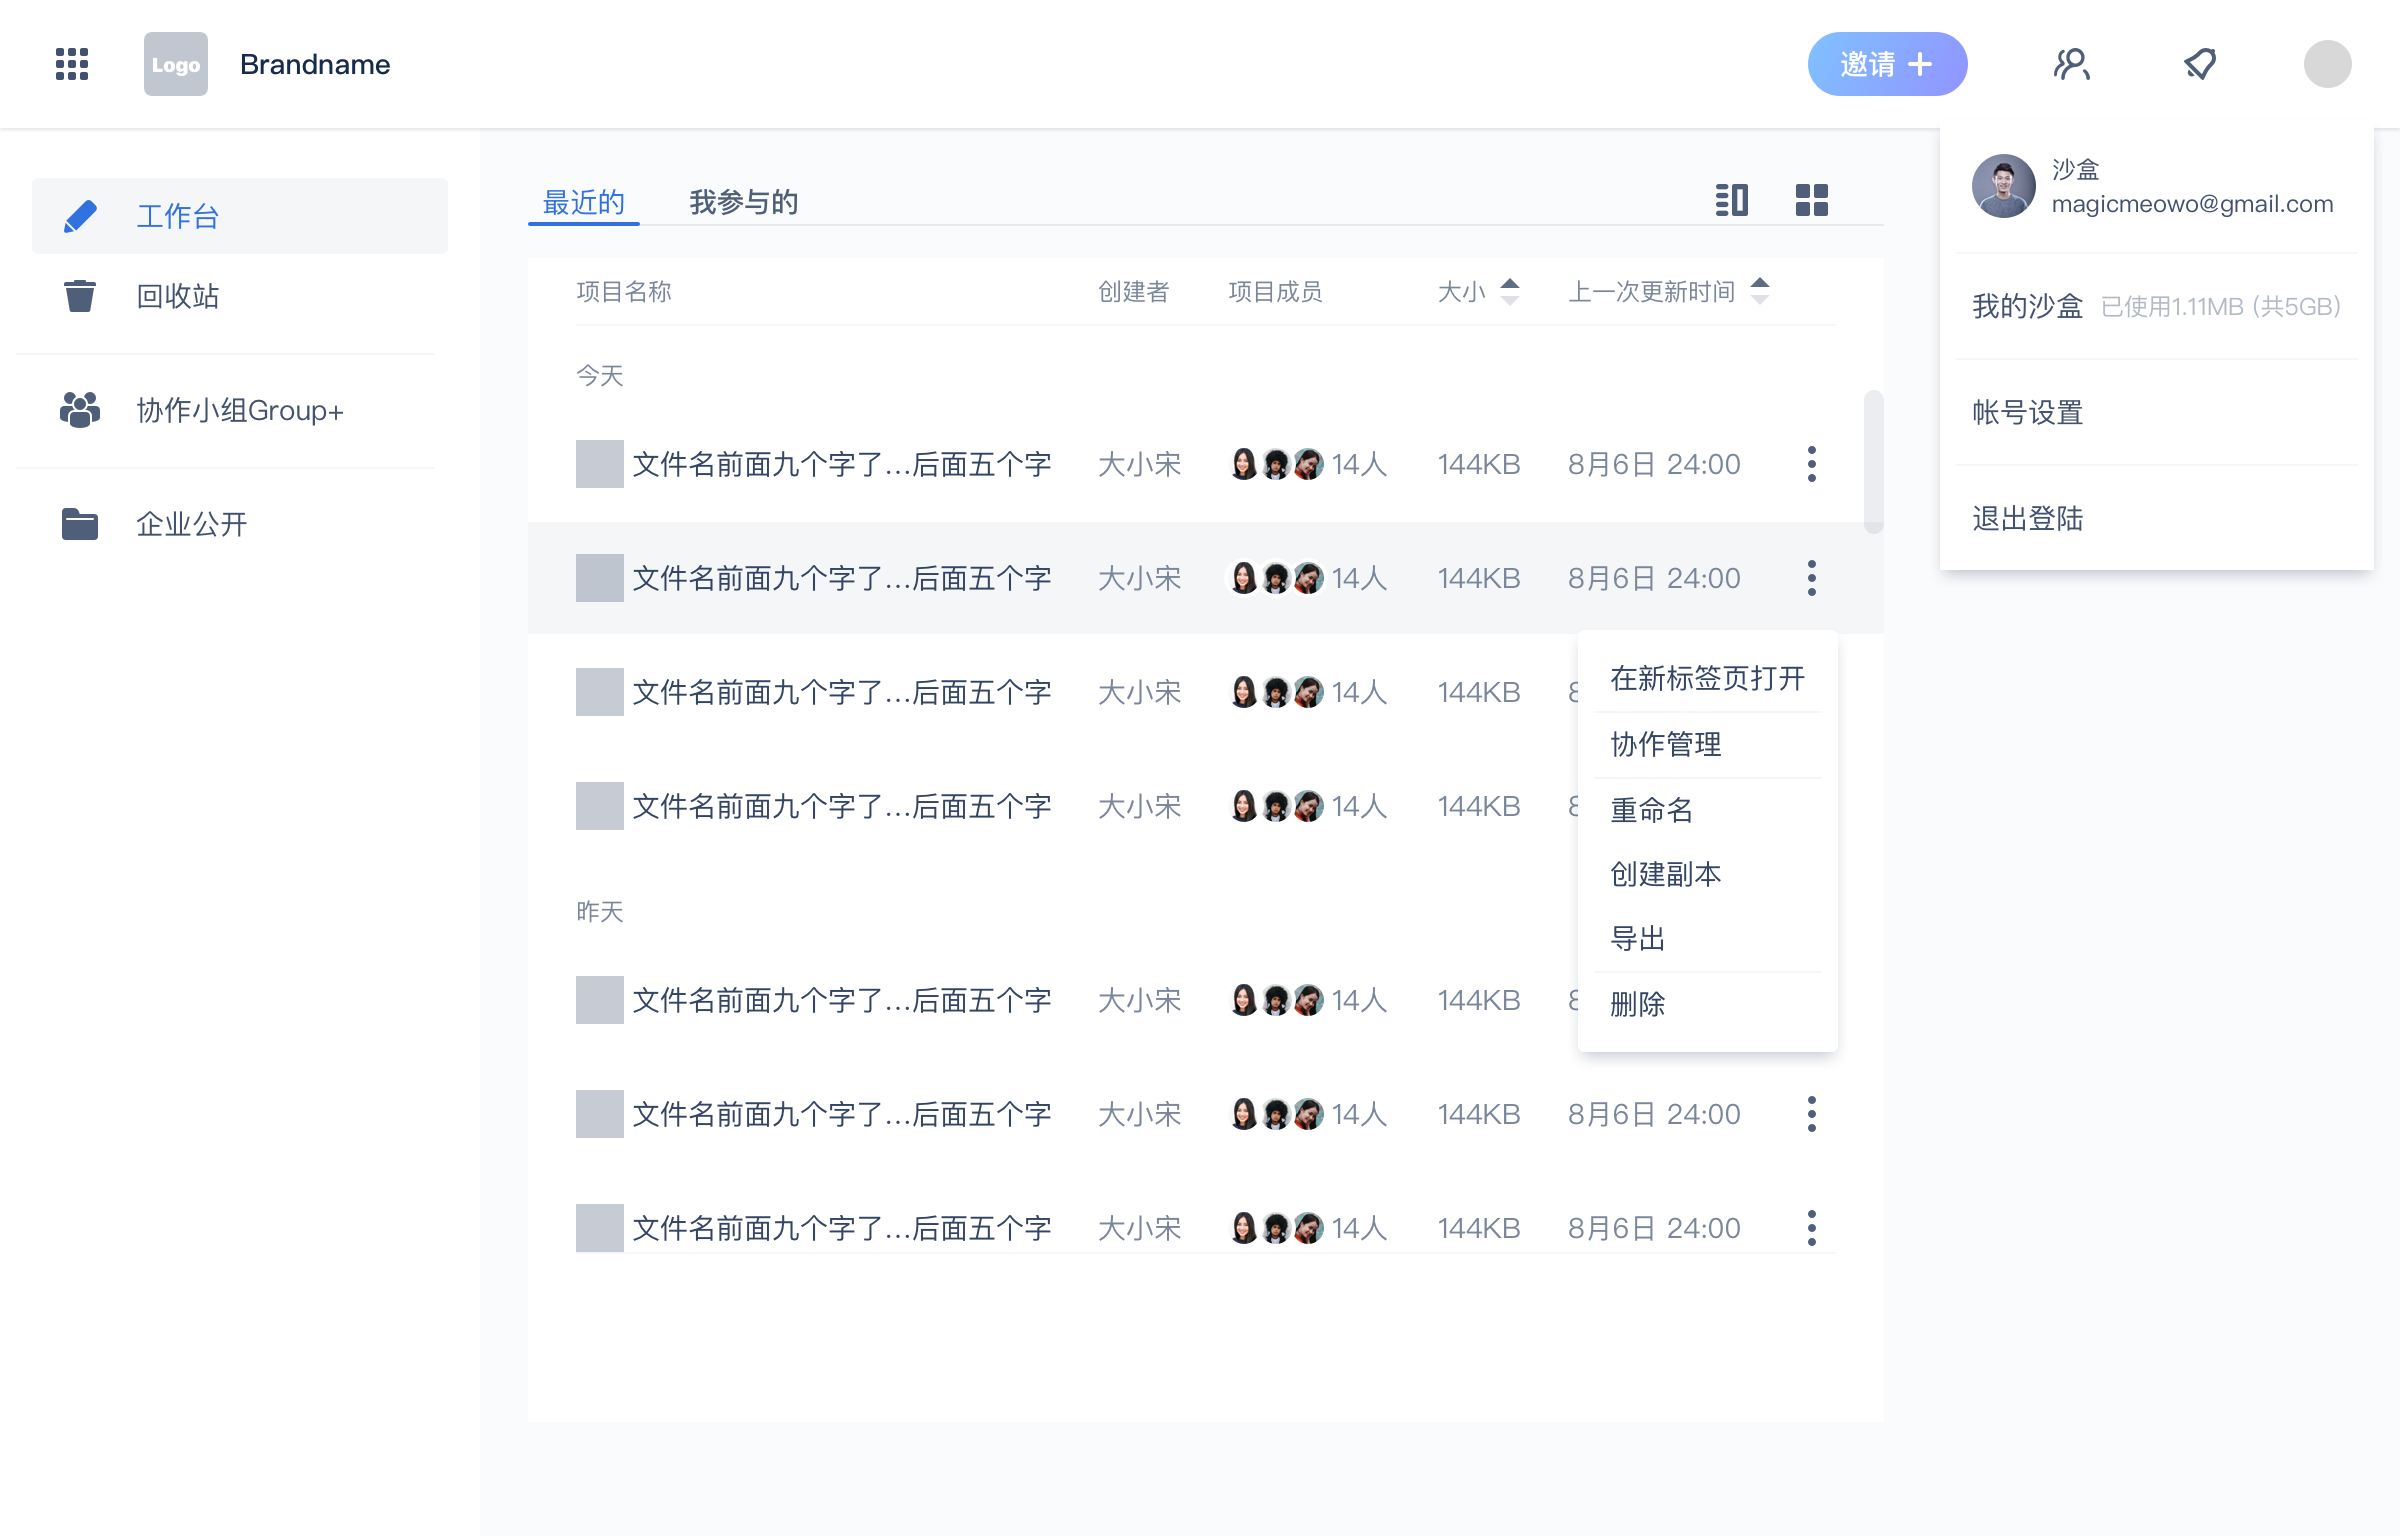 Logo
Brandname
邀请
沙盒
magicmeowo@gmail.com
我的沙盒 已使用1.11MB (共5GB)
帐号设置
退出登陆
工作台
回收站
协作小组Group+
企业公开
最近的
我参与的
项目名称 创建者 项目成员 大小 上一次更新时间
今天
文件名前面九个字了...后面五个字 大小宋 14人 144KB 8月6日 24:00
文件名前面九个字了...后面五个字 大小宋 14人 144KB 8月6日 24:00
文件名前面九个字了...后面五个字 大小宋 14人 144KB 8
文件名前面九个字了...后面五个字 大小宋 14人 144KB 8
昨天
文件名前面九个字了...后面五个字 大小宋 14人 144KB 8
文件名前面九个字了...后面五个字 大小宋 14人 144KB 8月6日 24:00
文件名前面九个字了...后面五个字 大小宋 14人 144KB 8月6日 24:00
在新标签页打开
协作管理
重命名
创建副本
导出
删除